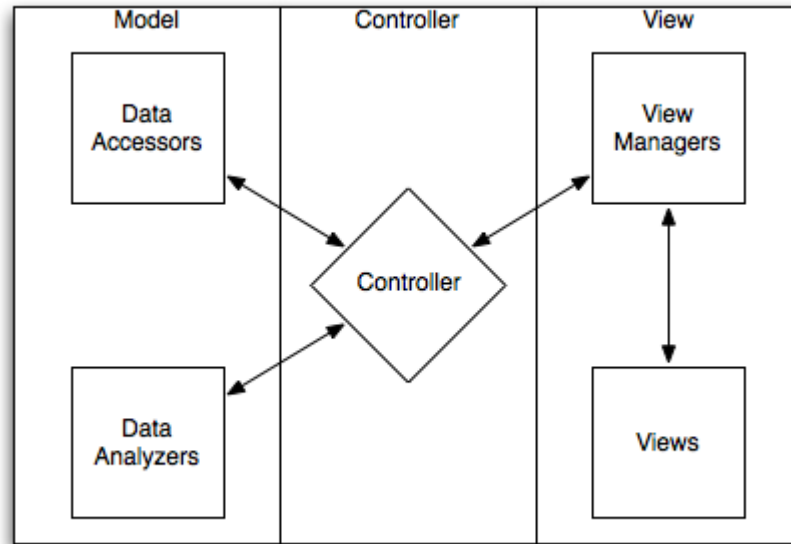 Model
Controller
View
Data
Accessors
View
Managers
Controller
Data
Analyzers
Views